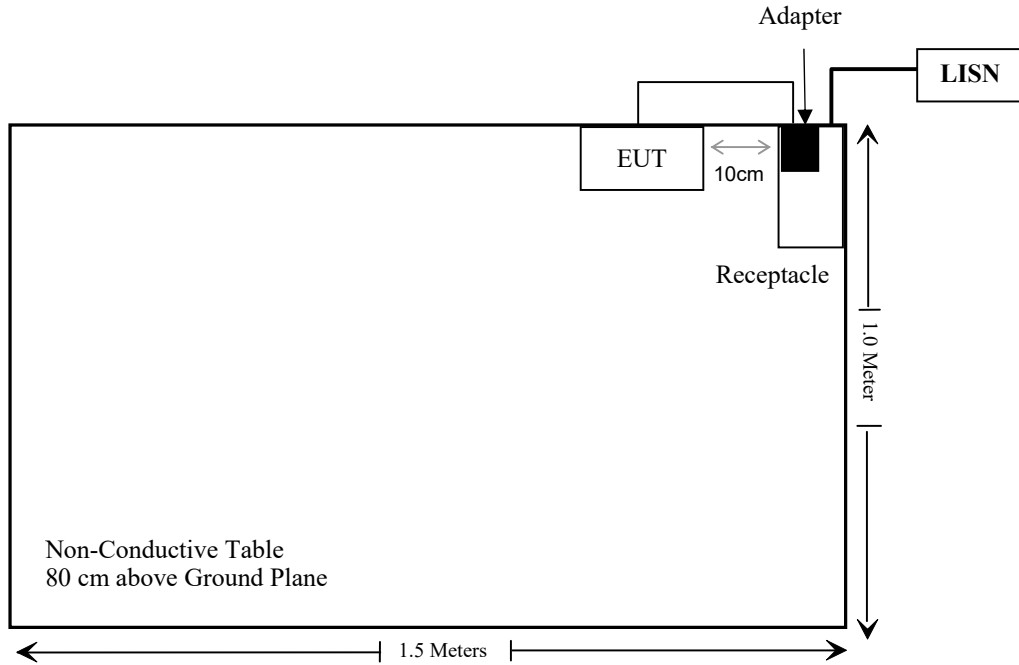 Adapter
LISN
EUT
10cm
Receptacle
1.0 Meter
Non-Conductive Table
80 cm above Ground Plane
1.5 Meters